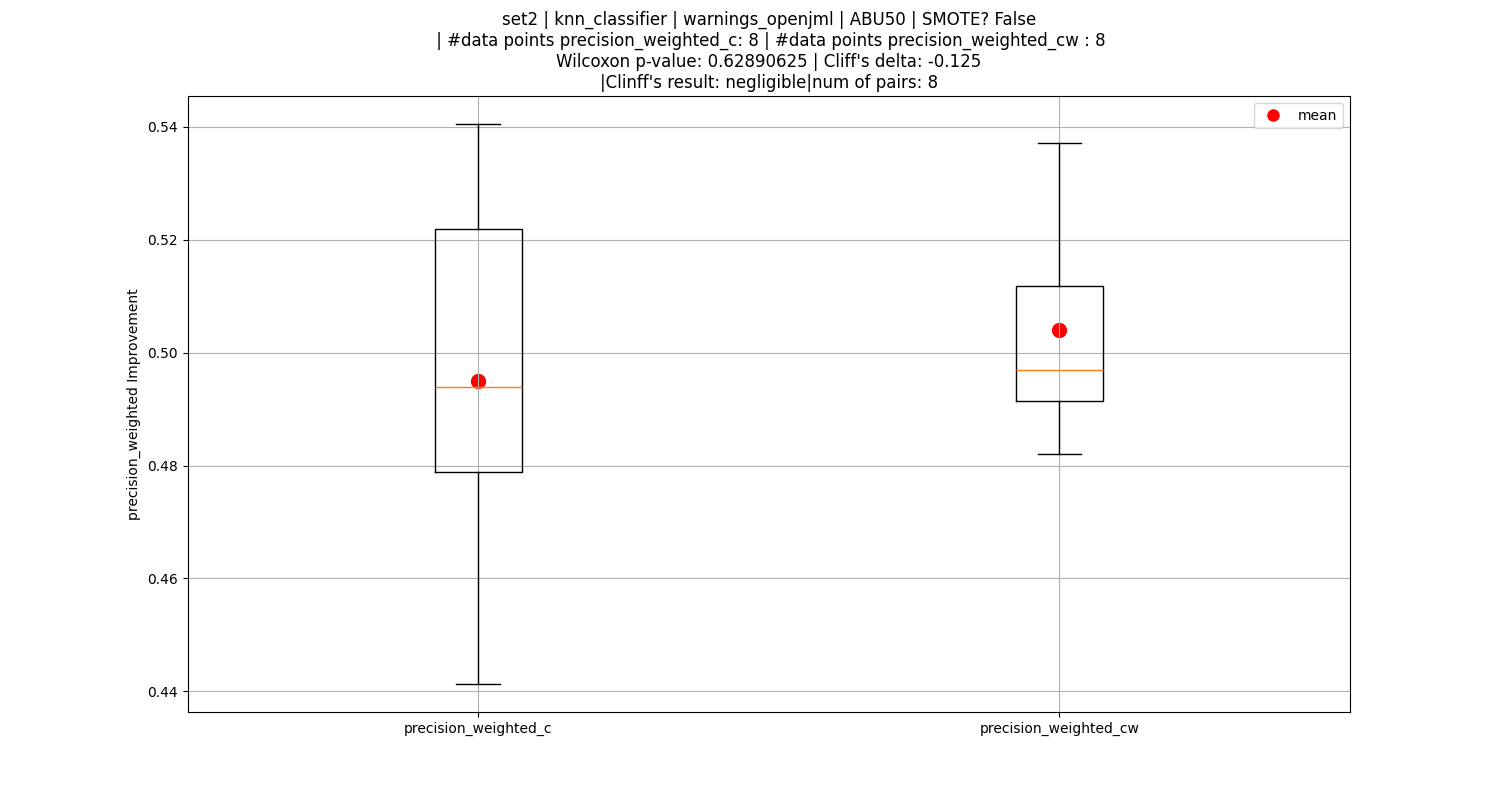 set2 | knn_classifier | warnings_openjml | ABU50 | SMOTE? False
| #data points precision_weighted_c: 8 | #data points precision_weighted_cw : 8
Wilcoxon p-value: 0.62890625 | Cliff's delta: -0.125
|Clinff's result: negligible|num of pairs: 8
mean
precision_weighted Improvement
0.54
0.52
0.50
0.48
0.46
0.44
precision_weighted_c
precision_weighted_cw